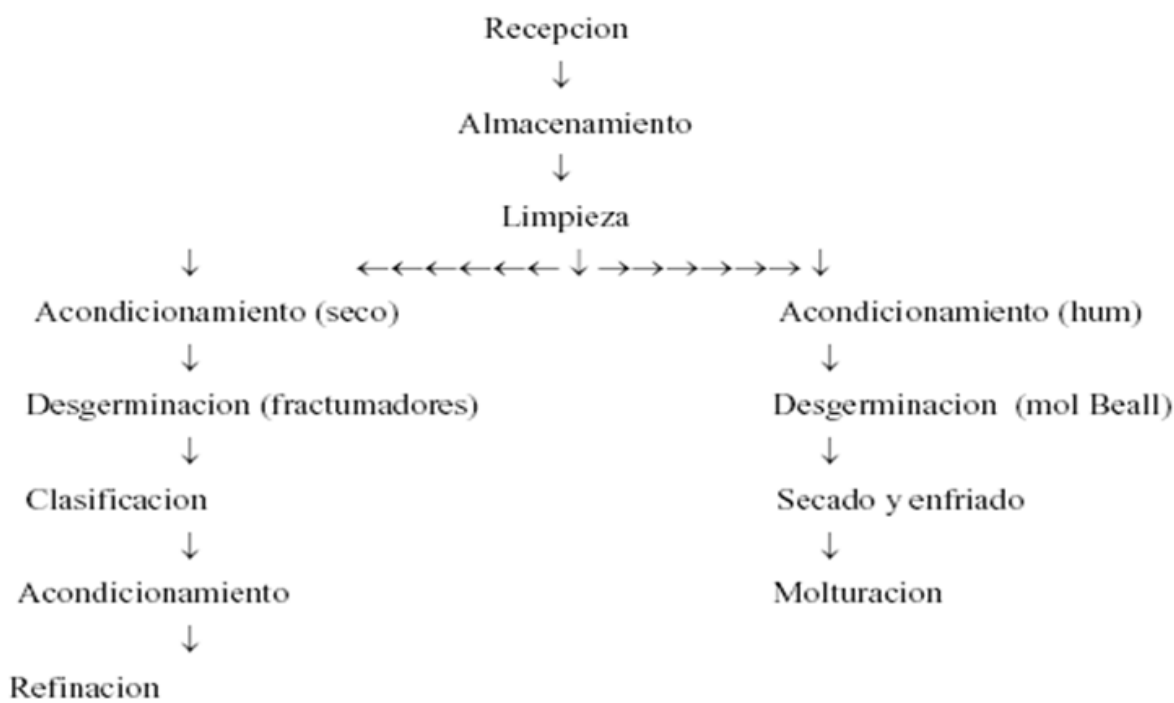 Recepcion
↓
Almacenamiento
↓
Limpieza
↓ ←←←←←← ↓ →→→→→→ ↓
Acondicionamiento (seco) Acondicionamiento (hum)
↓ ↓
Desgerminacion (fractumadores) Desgerminacion (mol Beall)
↓ ↓
Clasificacion Secado y enfriado
↓ ↓
Acondicionamiento Molturacion
↓
Refinacion